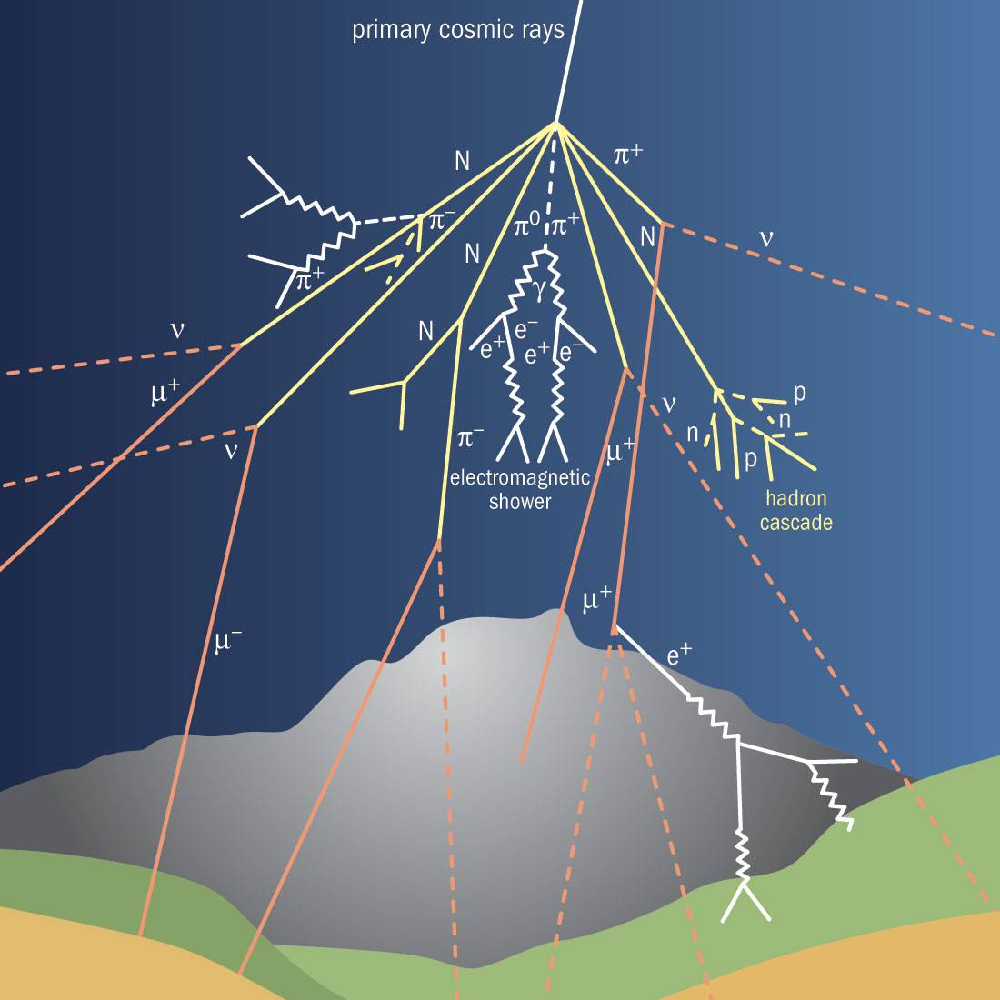 primary cosmic rays
π⁺
N
π⁻
π⁰
π⁺
N
ν
N
π⁺
γ
ν
N
e⁻
e⁺
e⁺
e⁻
μ⁺
ν
p
n
n
π⁻
ν
μ⁺
p
electromagnetic
shower
hadron
cascade
μ⁺
μ⁻
e⁺